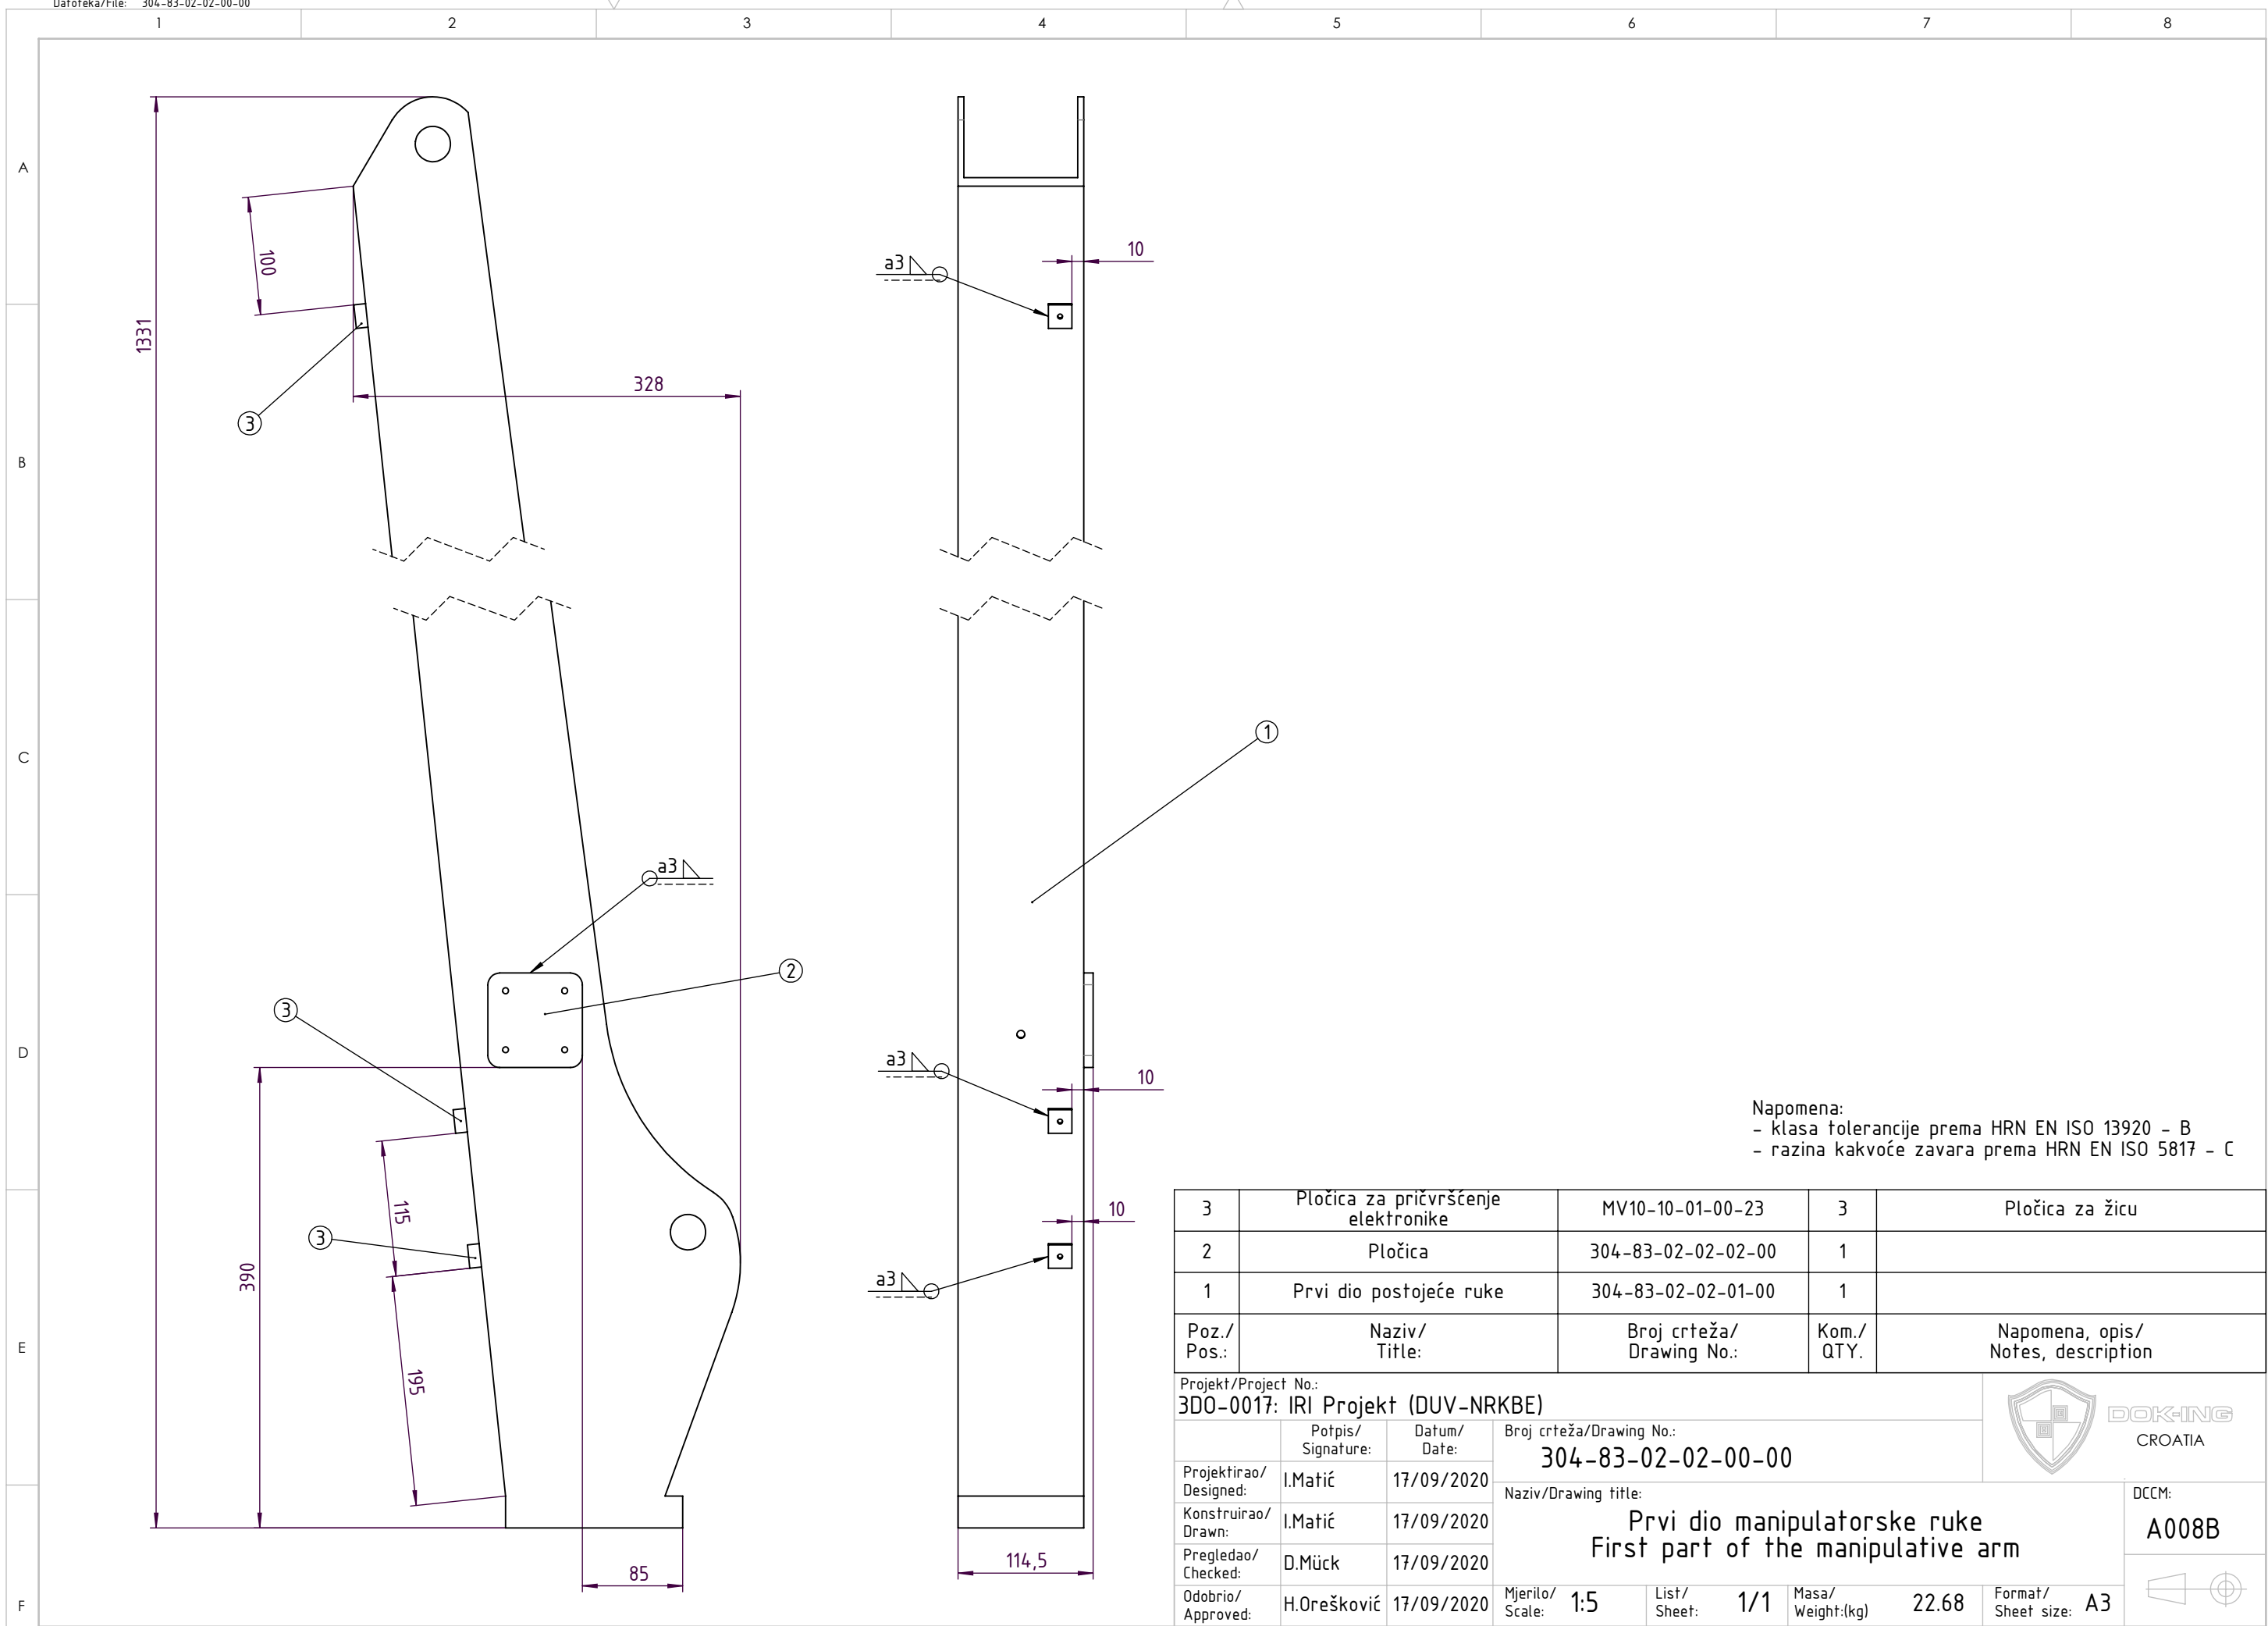 Datoteka/File: 304-83-02-02-00-00
1 2 3 4 5 6 7 8
A
B
C
D
E
F
1331
100
3
328
3
115
3
390
195
85
a3
2
a3
10
1
a3
10
a3
10
114,5
Napomena:
- klasa tolerancije prema HRN EN ISO 13920 - B
- razina kakvoće zavara prema HRN EN ISO 5817 - C
3 Pločica za pričvršćenje elektronike MV10-10-01-00-23 3 Pločica za žicu
2 Pločica 304-83-02-02-02-00 1
1 Prvi dio postojeće ruke 304-83-02-02-01-00 1
Poz./ Naziv/ Broj crteža/ Kom./ Napomena, opis/
Pos.: Title: Drawing No.: QTY. Notes, description
Projekt/Project No.:
3DO-0017: IRI Projekt (DUV-NRKBE)
DOK-ING
CROATIA
Potpis/ Datum/
Signature: Date:
Broj crteža/Drawing No.:
304-83-02-02-00-00
Projektirao/
Designed: I.Matić 17/09/2020
Konstruirao/
Drawn: I.Matić 17/09/2020
Pregledao/
Checked: D.Mück 17/09/2020
Odobrio/
Approved: H.Orešković 17/09/2020
Naziv/Drawing title:
Prvi dio manipulatorske ruke
First part of the manipulative arm
DCCM:
A008B
Mjerilo/
Scale: 1:5
List/
Sheet: 1/1
Masa/
Weight:(kg) 22.68
Format/
Sheet size: A3